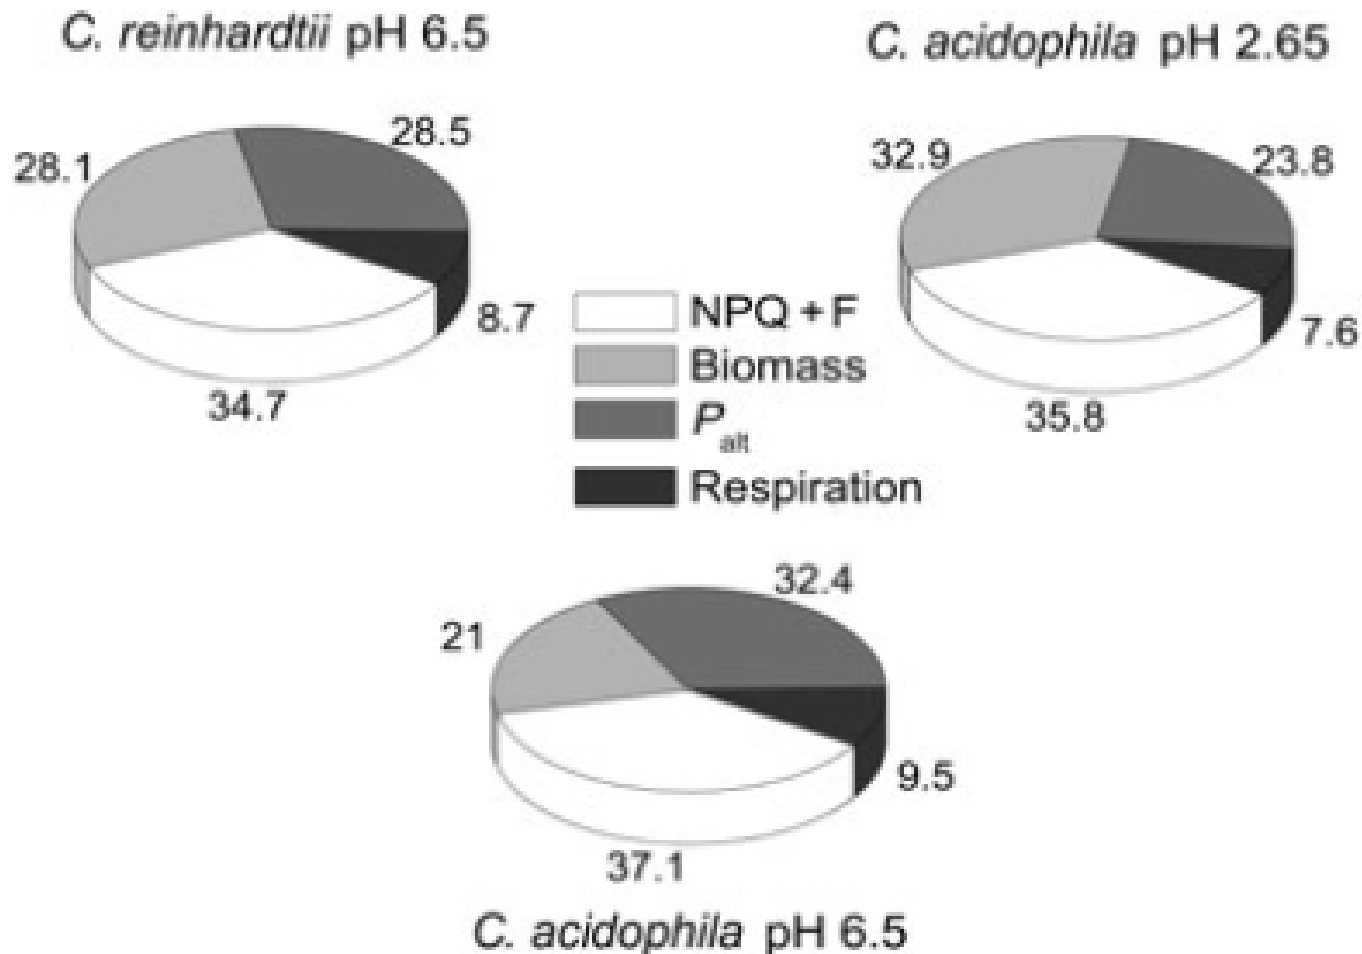 C. reinhardtii pH 6.5
28.1
28.5
8.7
34.7
C. acidophila pH 2.65
32.9
23.8
7.6
35.8
NPQ + F
Biomass
Palt
Respiration
21
32.4
9.5
37.1
C. acidophila pH 6.5